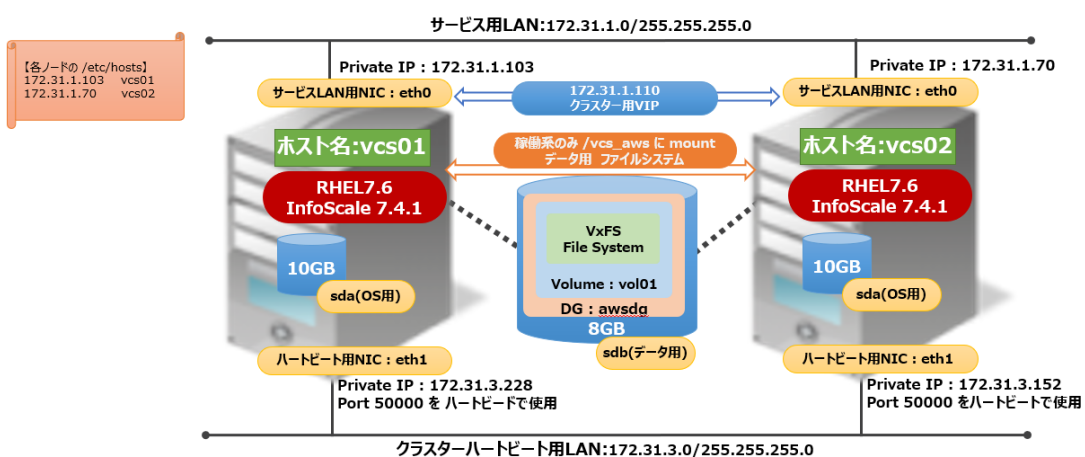 サービス用LAN:172.31.1.0/255.255.255.0
【各ノードの /etc/hosts】
172.31.1.103 vcs01
172.31.1.70 vcs02
Private IP : 172.31.1.103
Private IP : 172.31.1.70
サービスLAN用NIC : eth0
172.31.1.110
クラスター用VIP
サービスLAN用NIC : eth0
ホスト名:vcs01
稼働系のみ /vcs_aws に mount
データ用 ファイルシステム
ホスト名:vcs02
RHEL7.6
InfoScale 7.4.1
RHEL7.6
InfoScale 7.4.1
VxFS
File System
Volume : vol01
DG : awsdg
8GB
sdb(データ用)
10GB
sda(OS用)
10GB
sda(OS用)
ハートビート用NIC : eth1
ハートビート用NIC : eth1
Private IP : 172.31.3.228
Port 50000 を ハートビードで使用
Private IP : 172.31.3.152
Port 50000 をハートビートで使用
クラスターハートビート用LAN:172.31.3.0/255.255.255.0